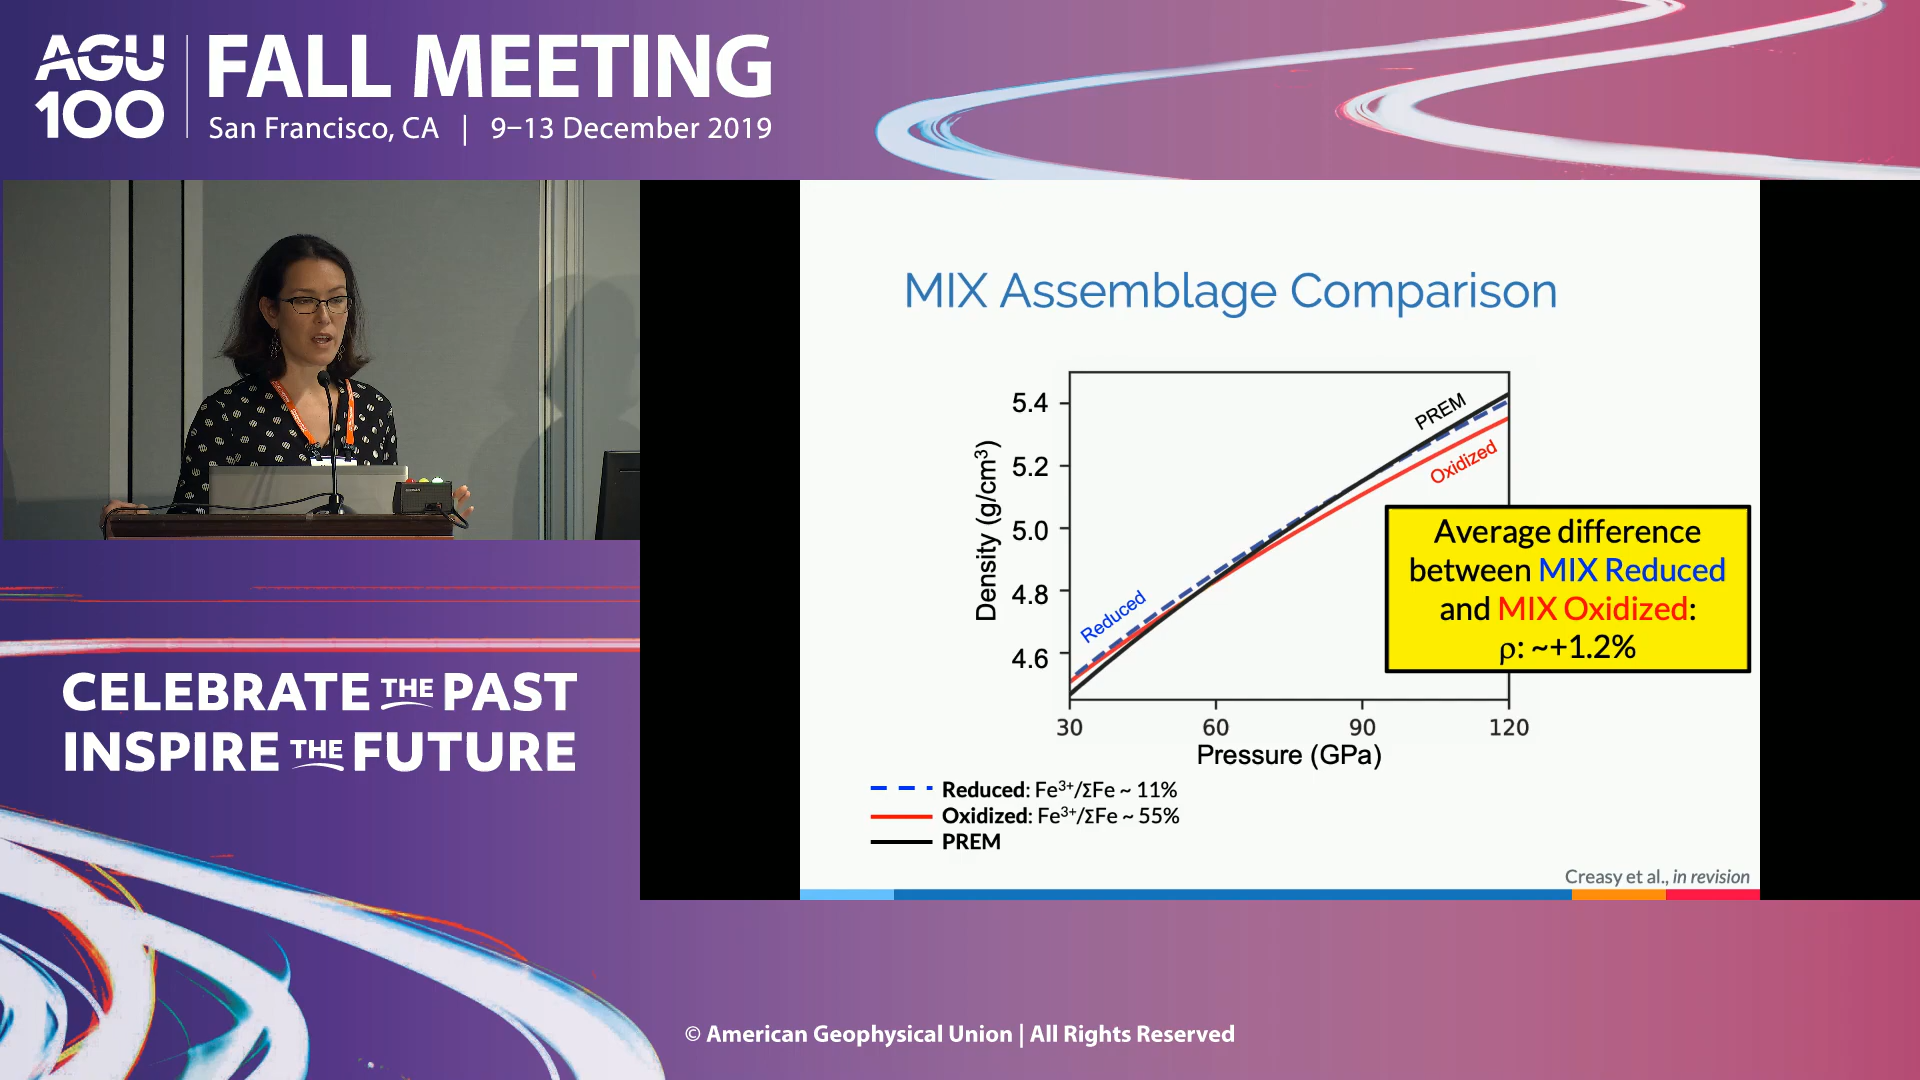 AGU
100
FALL MEETING
San Francisco, CA | 9–13 December 2019
MIX Assemblage Comparison
5.4
5.2
5.0
4.8
4.6
Density (g/cm³)
PREM
Oxidized
Reduced
30 60 90 120
Pressure (GPa)
Average difference
between MIX Reduced
and MIX Oxidized:
ρ: ~+1.2%
Reduced: Fe³⁺/ΣFe ~ 11%
Oxidized: Fe³⁺/ΣFe ~ 55%
PREM
Creasy et al., in revision
CELEBRATE THE PAST
INSPIRE THE FUTURE
© American Geophysical Union | All Rights Reserved